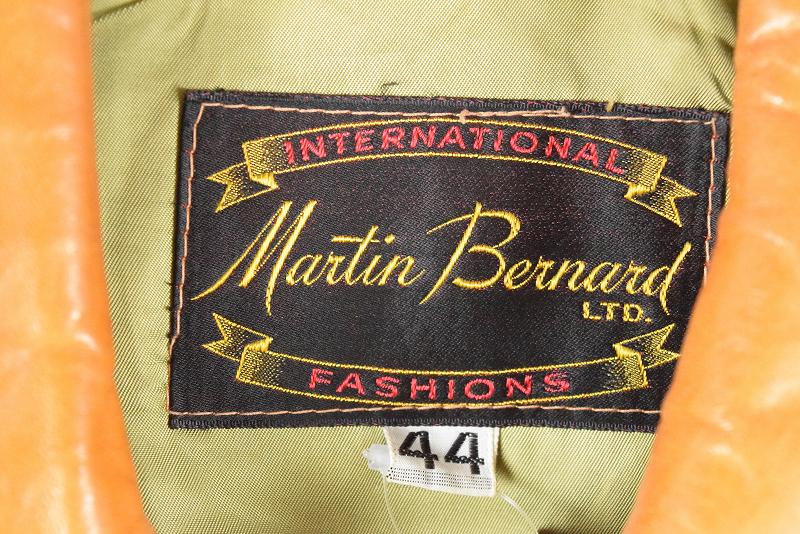 INTERNATIONAL
Martin Bernard
LTD.
FASHIONS
44